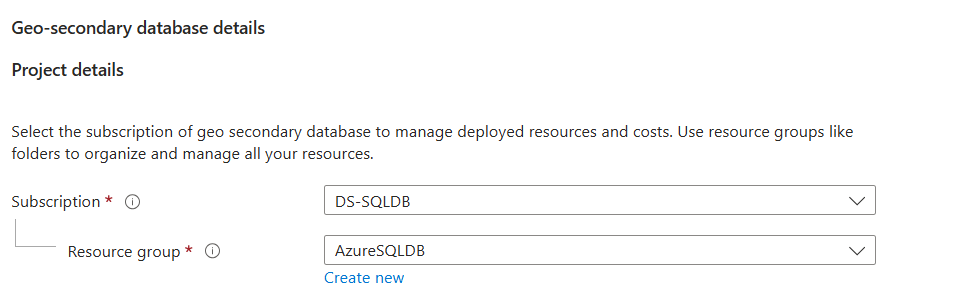 Geo-secondary database details
Project details
Select the subscription of geo secondary database to manage deployed resources and costs. Use resource groups like
folders to organize and manage all your resources.
Subscription *
DS-SQLDB
Resource group *
AzureSQLDB
Create new